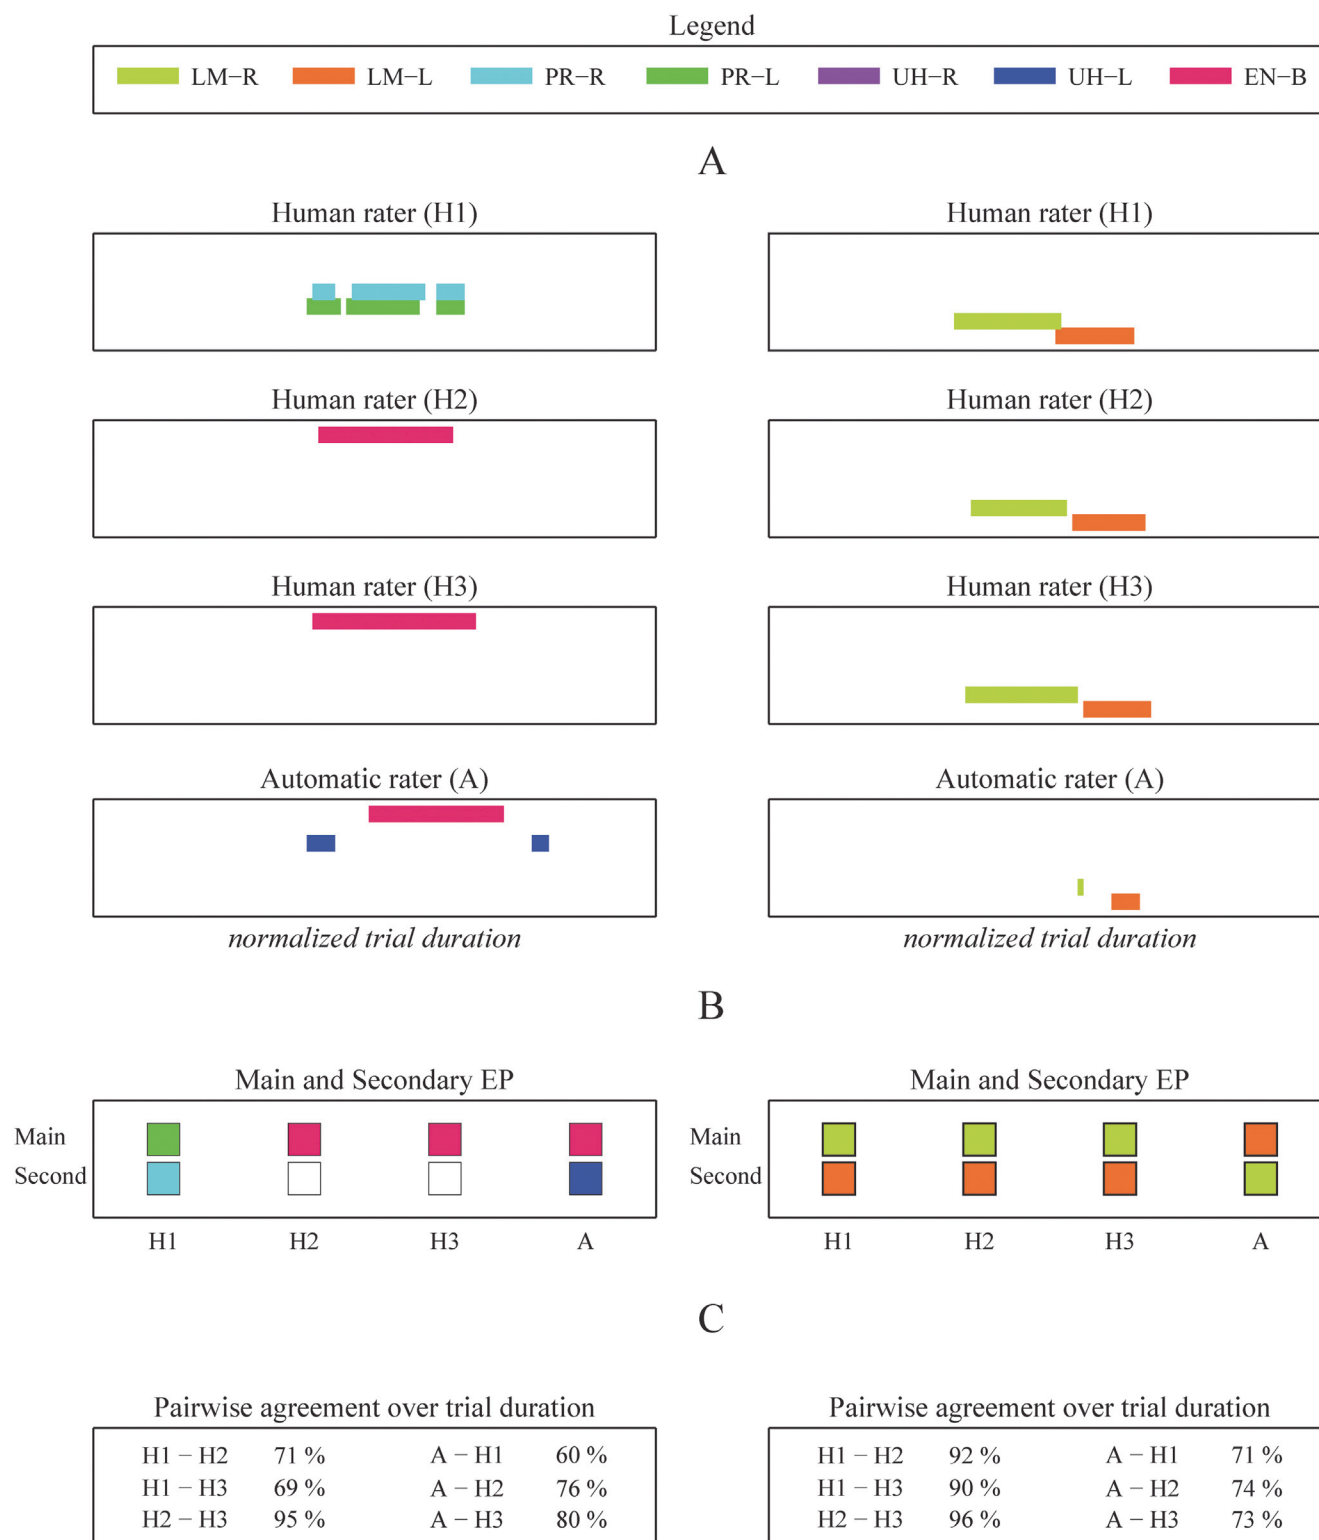 Legend
LM−R LM−L PR−R PR−L UH−R UH−L EN−B
A
Human rater (H1) Human rater (H1)
Human rater (H2) Human rater (H2)
Human rater (H3) Human rater (H3)
Automatic rater (A) Automatic rater (A)
normalized trial duration normalized trial duration
B
Main and Secondary EP Main and Secondary EP
Main Main
Second Second
H1 H2 H3 A H1 H2 H3 A
C
Pairwise agreement over trial duration Pairwise agreement over trial duration
H1 − H2 71 % A − H1 60 % H1 − H2 92 % A − H1 71 %
H1 − H3 69 % A − H2 76 % H1 − H3 90 % A − H2 74 %
H2 − H3 95 % A − H3 80 % H2 − H3 96 % A − H3 73 %